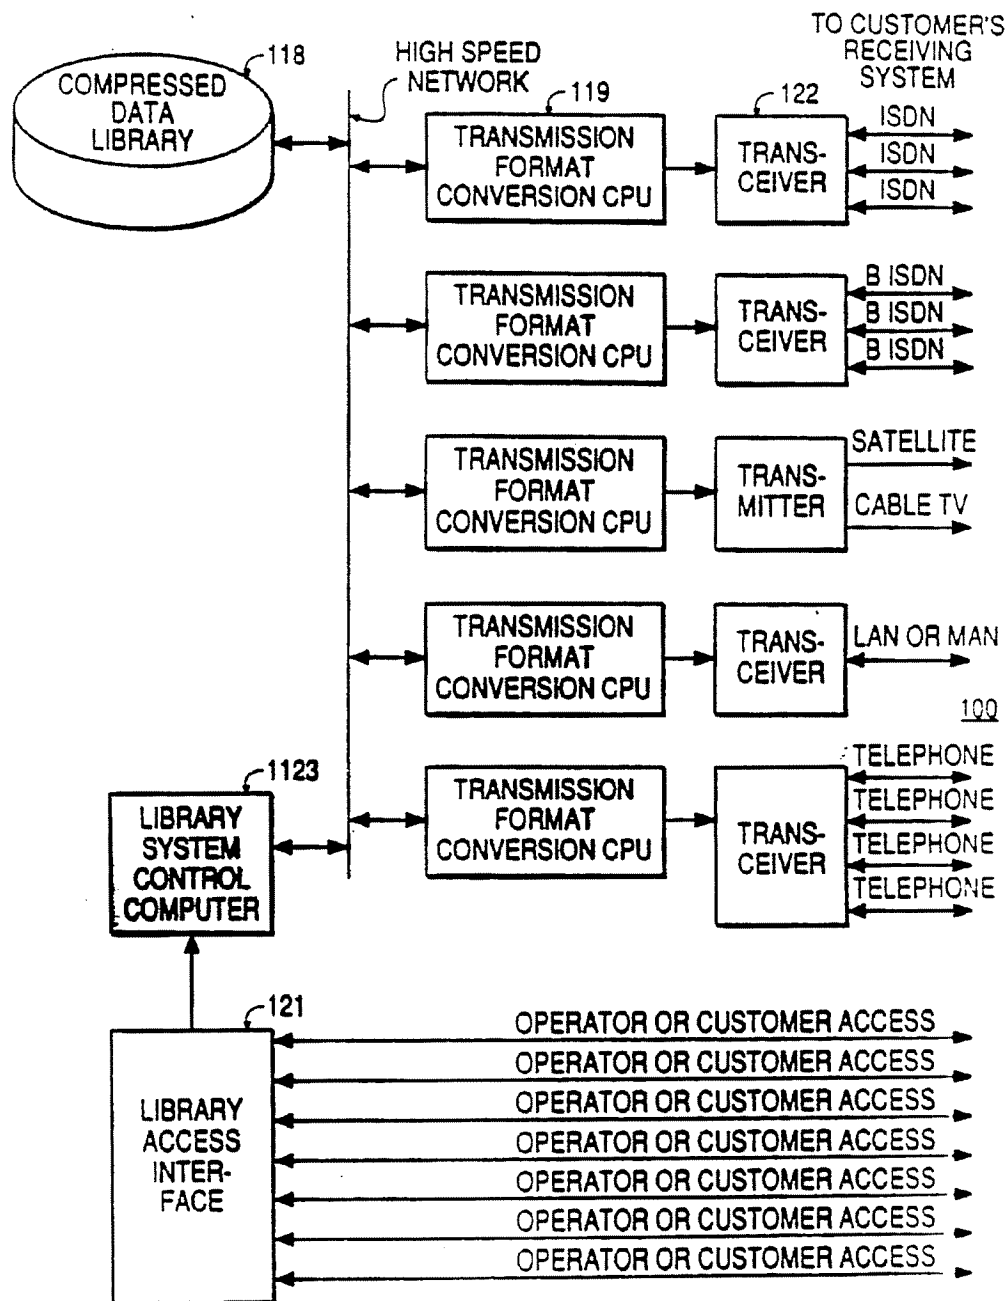 TO CUSTOMER'S
RECEIVING
SYSTEM
118
COMPRESSED
DATA
LIBRARY
HIGH SPEED
NETWORK
119
TRANSMISSION
FORMAT
CONVERSION CPU
122
TRANS-
CEIVER
ISDN
ISDN
ISDN
TRANSMISSION
FORMAT
CONVERSION CPU
TRANS-
CEIVER
B ISDN
B ISDN
B ISDN
TRANSMISSION
FORMAT
CONVERSION CPU
TRANS-
MITTER
SATELLITE
CABLE TV
TRANSMISSION
FORMAT
CONVERSION CPU
TRANS-
CEIVER
LAN OR MAN
100
1123
LIBRARY
SYSTEM
CONTROL
COMPUTER
TRANSMISSION
FORMAT
CONVERSION CPU
TRANS-
CEIVER
TELEPHONE
TELEPHONE
TELEPHONE
TELEPHONE
121
LIBRARY
ACCESS
INTER-
FACE
OPERATOR OR CUSTOMER ACCESS
OPERATOR OR CUSTOMER ACCESS
OPERATOR OR CUSTOMER ACCESS
OPERATOR OR CUSTOMER ACCESS
OPERATOR OR CUSTOMER ACCESS
OPERATOR OR CUSTOMER ACCESS
OPERATOR OR CUSTOMER ACCESS